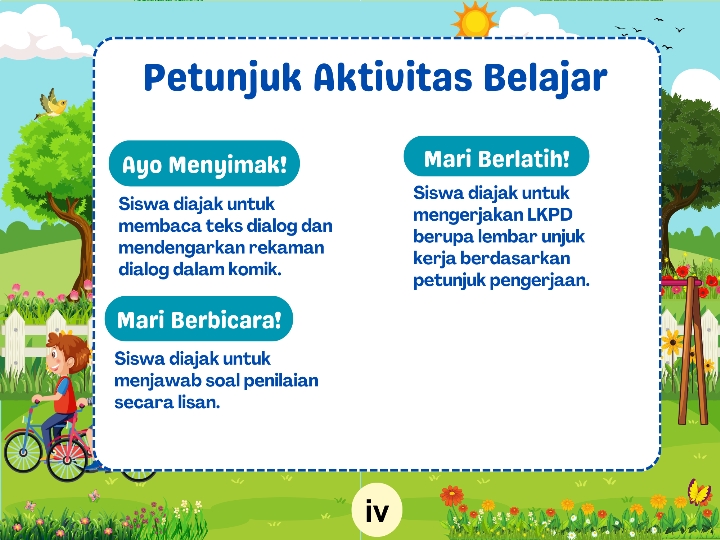 Petunjuk Aktivitas Belajar
Ayo Menyimak!
Siswa diajak untuk
membaca teks dialog dan
mendengarkan rekaman
dialog dalam komik.
Mari Berbicara!
Siswa diajak untuk
menjawab soal penilaian
secara lisan.
Mari Berlatih!
Siswa diajak untuk
mengerjakan LKPD
berupa lembar unjuk
kerja berdasarkan
petunjuk pengerjaan.
iv